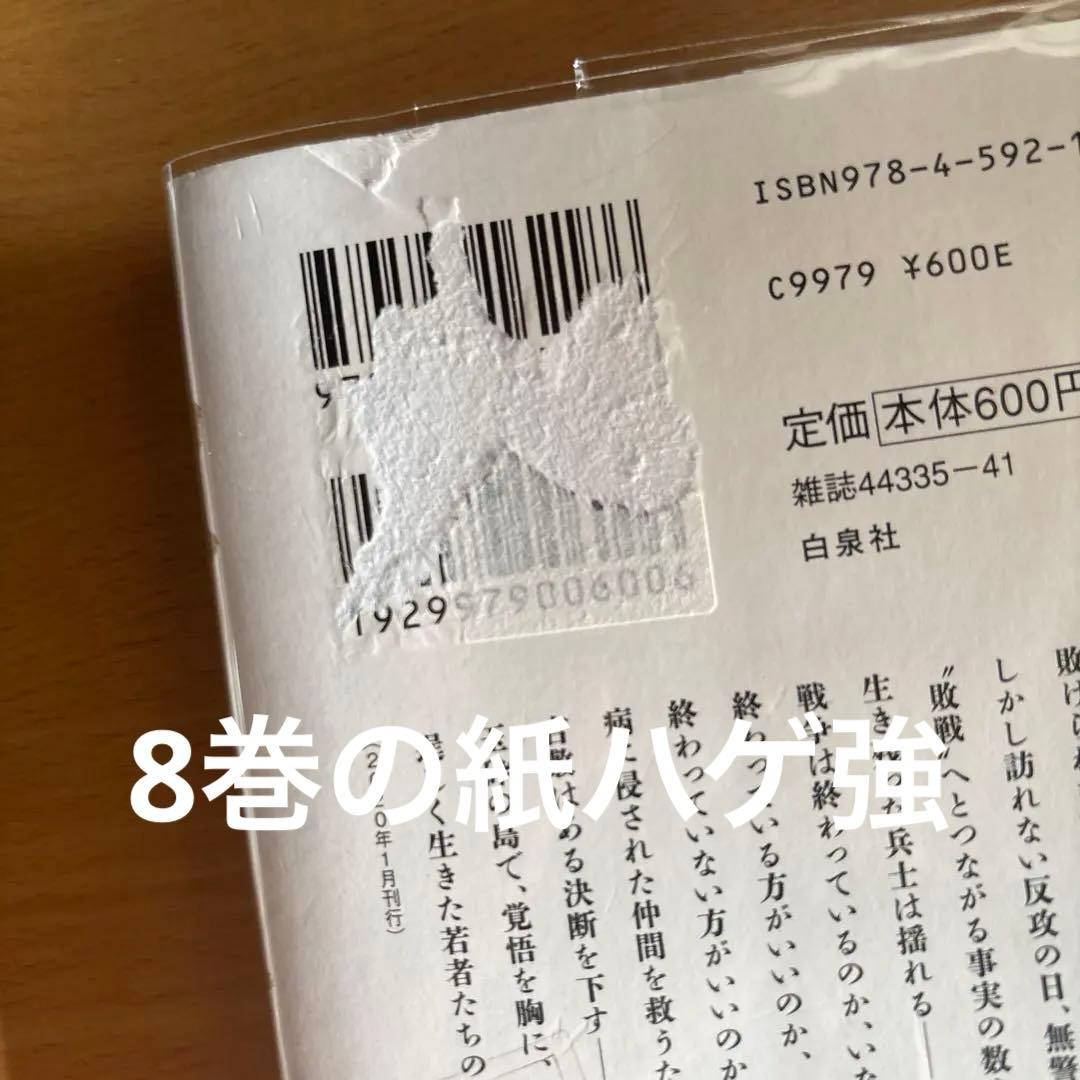 ISBN978-4-592-1
C9979 ¥600E
定価 本体600円
雑誌44335-41
白泉社
1929979006006
8巻の紙ハゲ強
しかし訪れない反攻の日、無警
〝敗戦〟へとつながる事実の数
兵士は揺れる―
戦争は終わっているのか、いな
終わっている方がいいのか、
終わっていない方がいいのか
病に侵された仲間を救うた
ある決断を下す―
島で、覚悟を胸に、
く生きた若者たちの
年1月刊行)